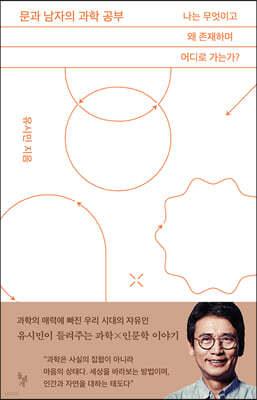 문과 남자의 과학 공부
나는 무엇이고
왜 존재하며
어디로 가는가?
유시민 지음
과학의 매력에 빠진 우리 시대의 자유인
유시민이 들려주는 과학×인문학 이야기
“과학은 사실의 집합이 아니라
마음의 상태다. 세상을 바라보는 방법이며,
인간과 자연을 대하는 태도다”
돌베개